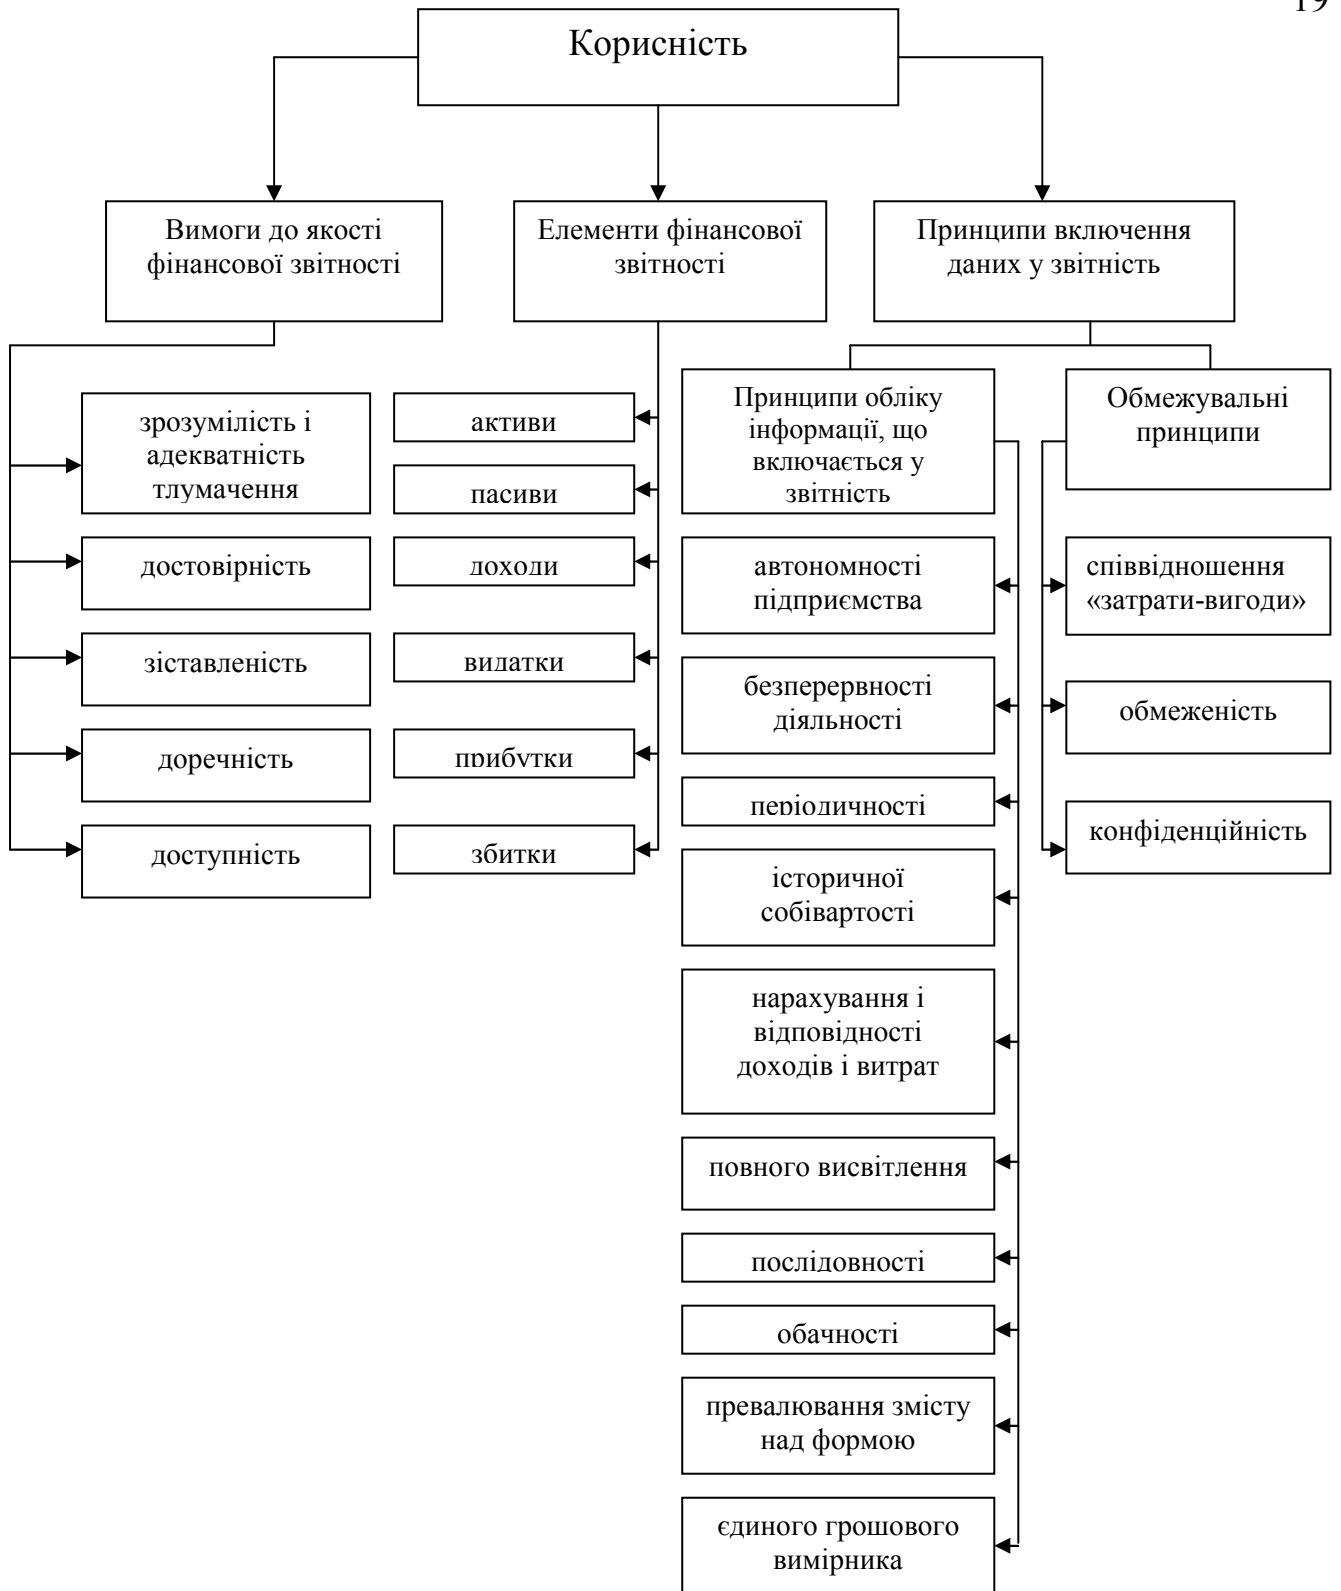 19
Корисність
Вимоги до якості
фінансової звітності
Елементи фінансової
звітності
Принципи включення
даних у звітність
зрозумілість і
адекватність
тлумачення
достовірність
зіставленість
доречність
доступність
активи
пасиви
доходи
видатки
прибутки
збитки
Принципи обліку
інформації, що
включається у
звітність
автономності
підприємства
безперервності
діяльності
періодичності
історичної
собівартості
нарахування і
відповідності
доходів і витрат
повного висвітлення
послідовності
обачності
превалювання змісту
над формою
єдиного грошового
вимірника
Обмежувальні
принципи
співвідношення
«затрати-вигоди»
обмеженість
конфіденційність